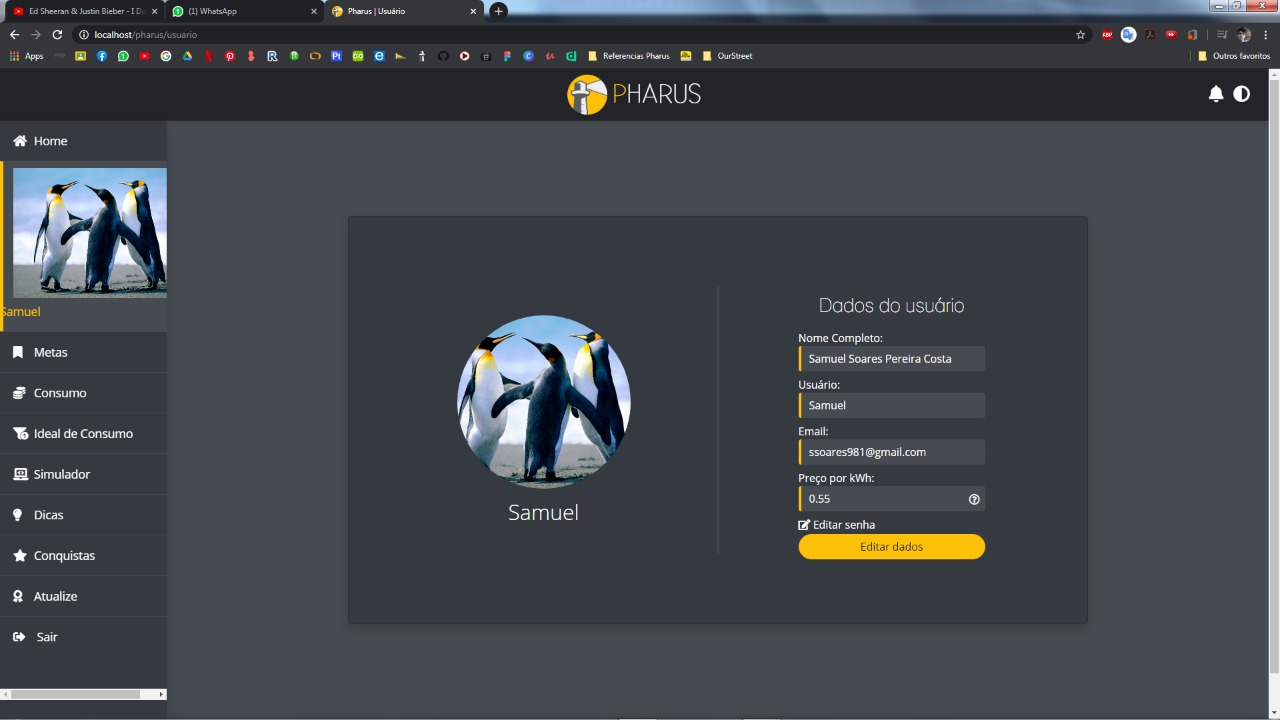 Ed Sheeran & Justin Bieber - I D
(1) WhatsApp
Pharus | Usuário
localhost/pharus/usuario
Apps
Referencias Pharus
OurStreet
Outros favoritos
PHARUS
Home
Samuel
Metas
Consumo
Ideal de Consumo
Simulador
Dicas
Conquistas
Atualize
Sair
Samuel
Dados do usuário
Nome Completo:
Samuel Soares Pereira Costa
Usuário:
Samuel
Email:
ssoares981@gmail.com
Preço por kWh:
0.55
Editar senha
Editar dados